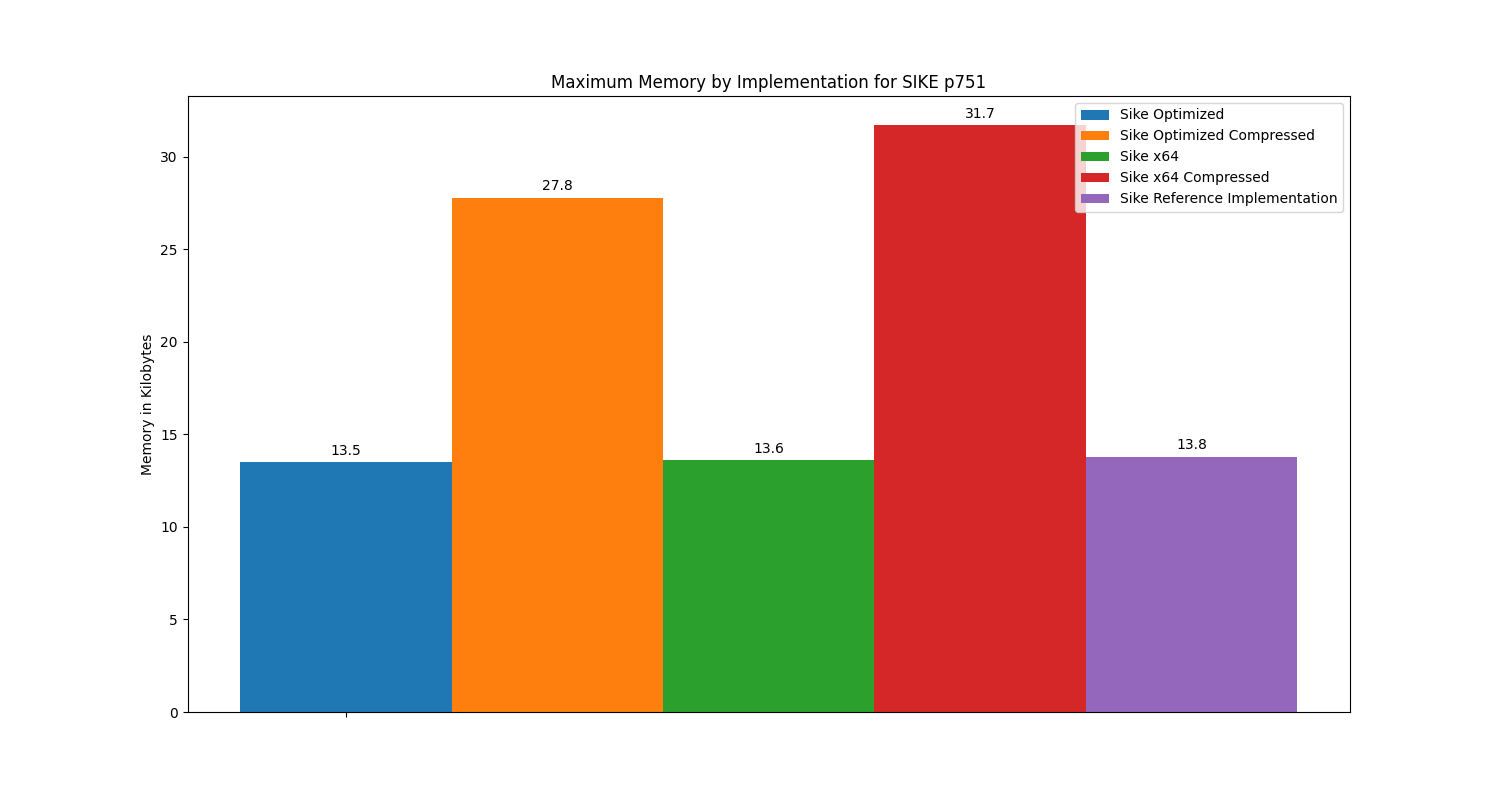 Maximum Memory by Implementation for SIKE p751
Memory in Kilobytes
30
25
20
15
10
5
0
13.5
27.8
13.6
31.7
13.8
Sike Optimized
Sike Optimized Compressed
Sike x64
Sike x64 Compressed
Sike Reference Implementation